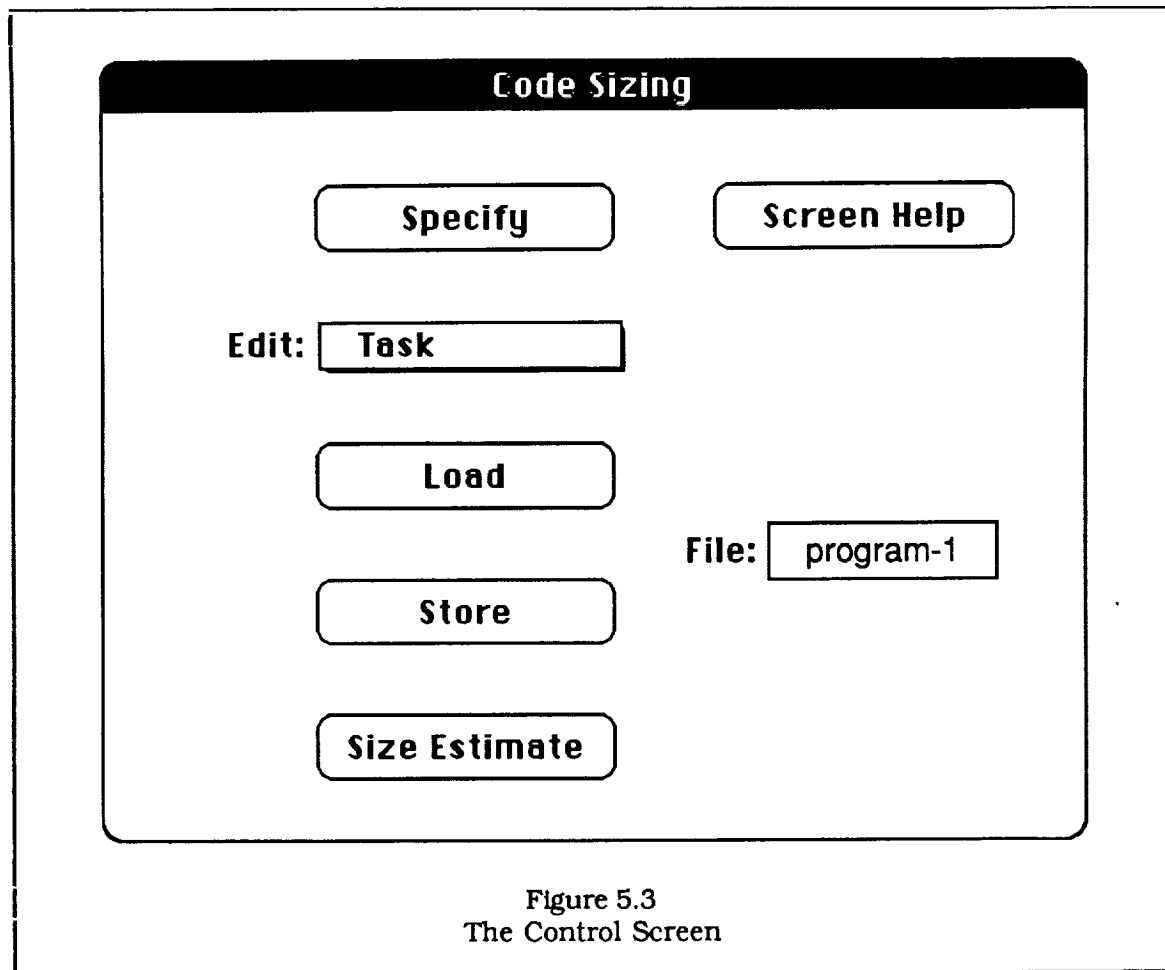 Code Sizing
Specify
Screen Help
Edit: Task
Load
File: program-1
Store
Size Estimate
Figure 5.3
The Control Screen